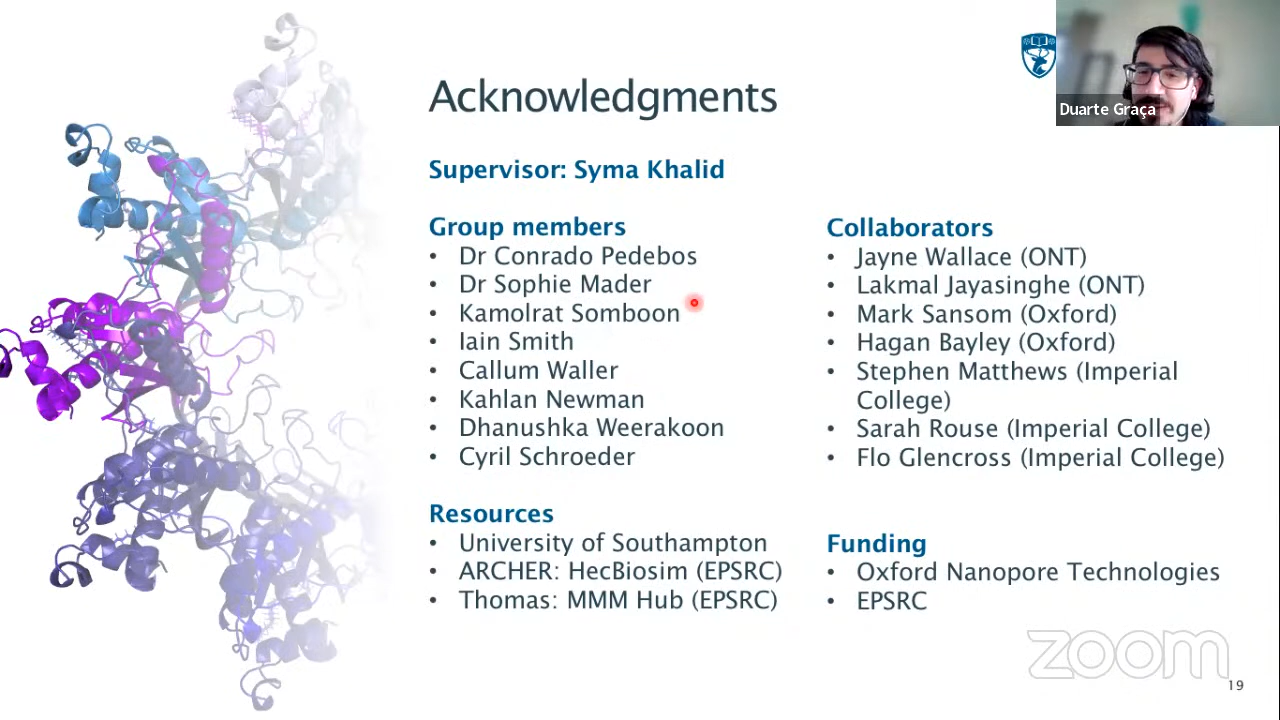 Acknowledgments
Duarte Graça
Supervisor: Syma Khalid
Group members
• Dr Conrado Pedebos
• Dr Sophie Mader
• Kamolrat Somboon
• Iain Smith
• Callum Waller
• Kahlan Newman
• Dhanushka Weerakoon
• Cyril Schroeder
Resources
• University of Southampton
• ARCHER: HecBiosim (EPSRC)
• Thomas: MMM Hub (EPSRC)
Collaborators
• Jayne Wallace (ONT)
• Lakmal Jayasinghe (ONT)
• Mark Sansom (Oxford)
• Hagan Bayley (Oxford)
• Stephen Matthews (Imperial
College)
• Sarah Rouse (Imperial College)
• Flo Glencross (Imperial College)
Funding
• Oxford Nanopore Technologies
• EPSRC
zoom
19